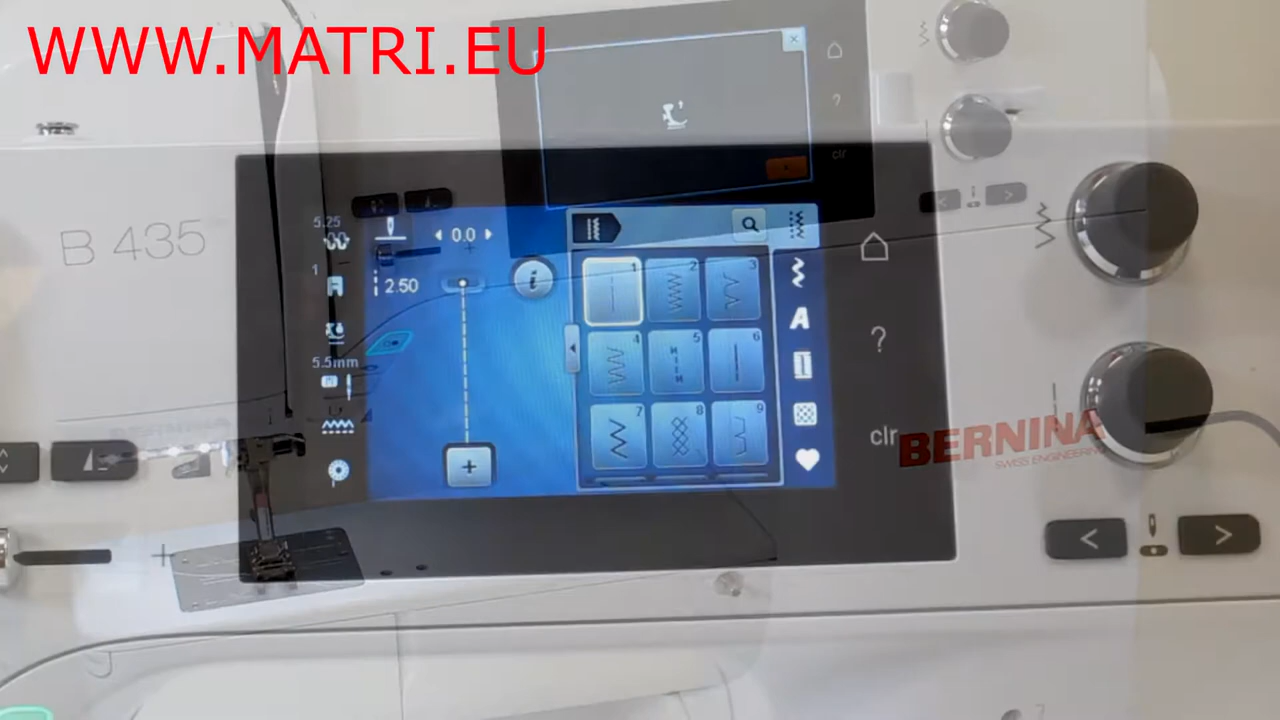 WWW.MATRI.EU
?
clr
5.25
B 435
0.0
1
2.50
i
1 2 3
A
5.5mm
4 5 6
?
7 8 9
clr
BERNINA
SWISS ENGINEERING
+
< >